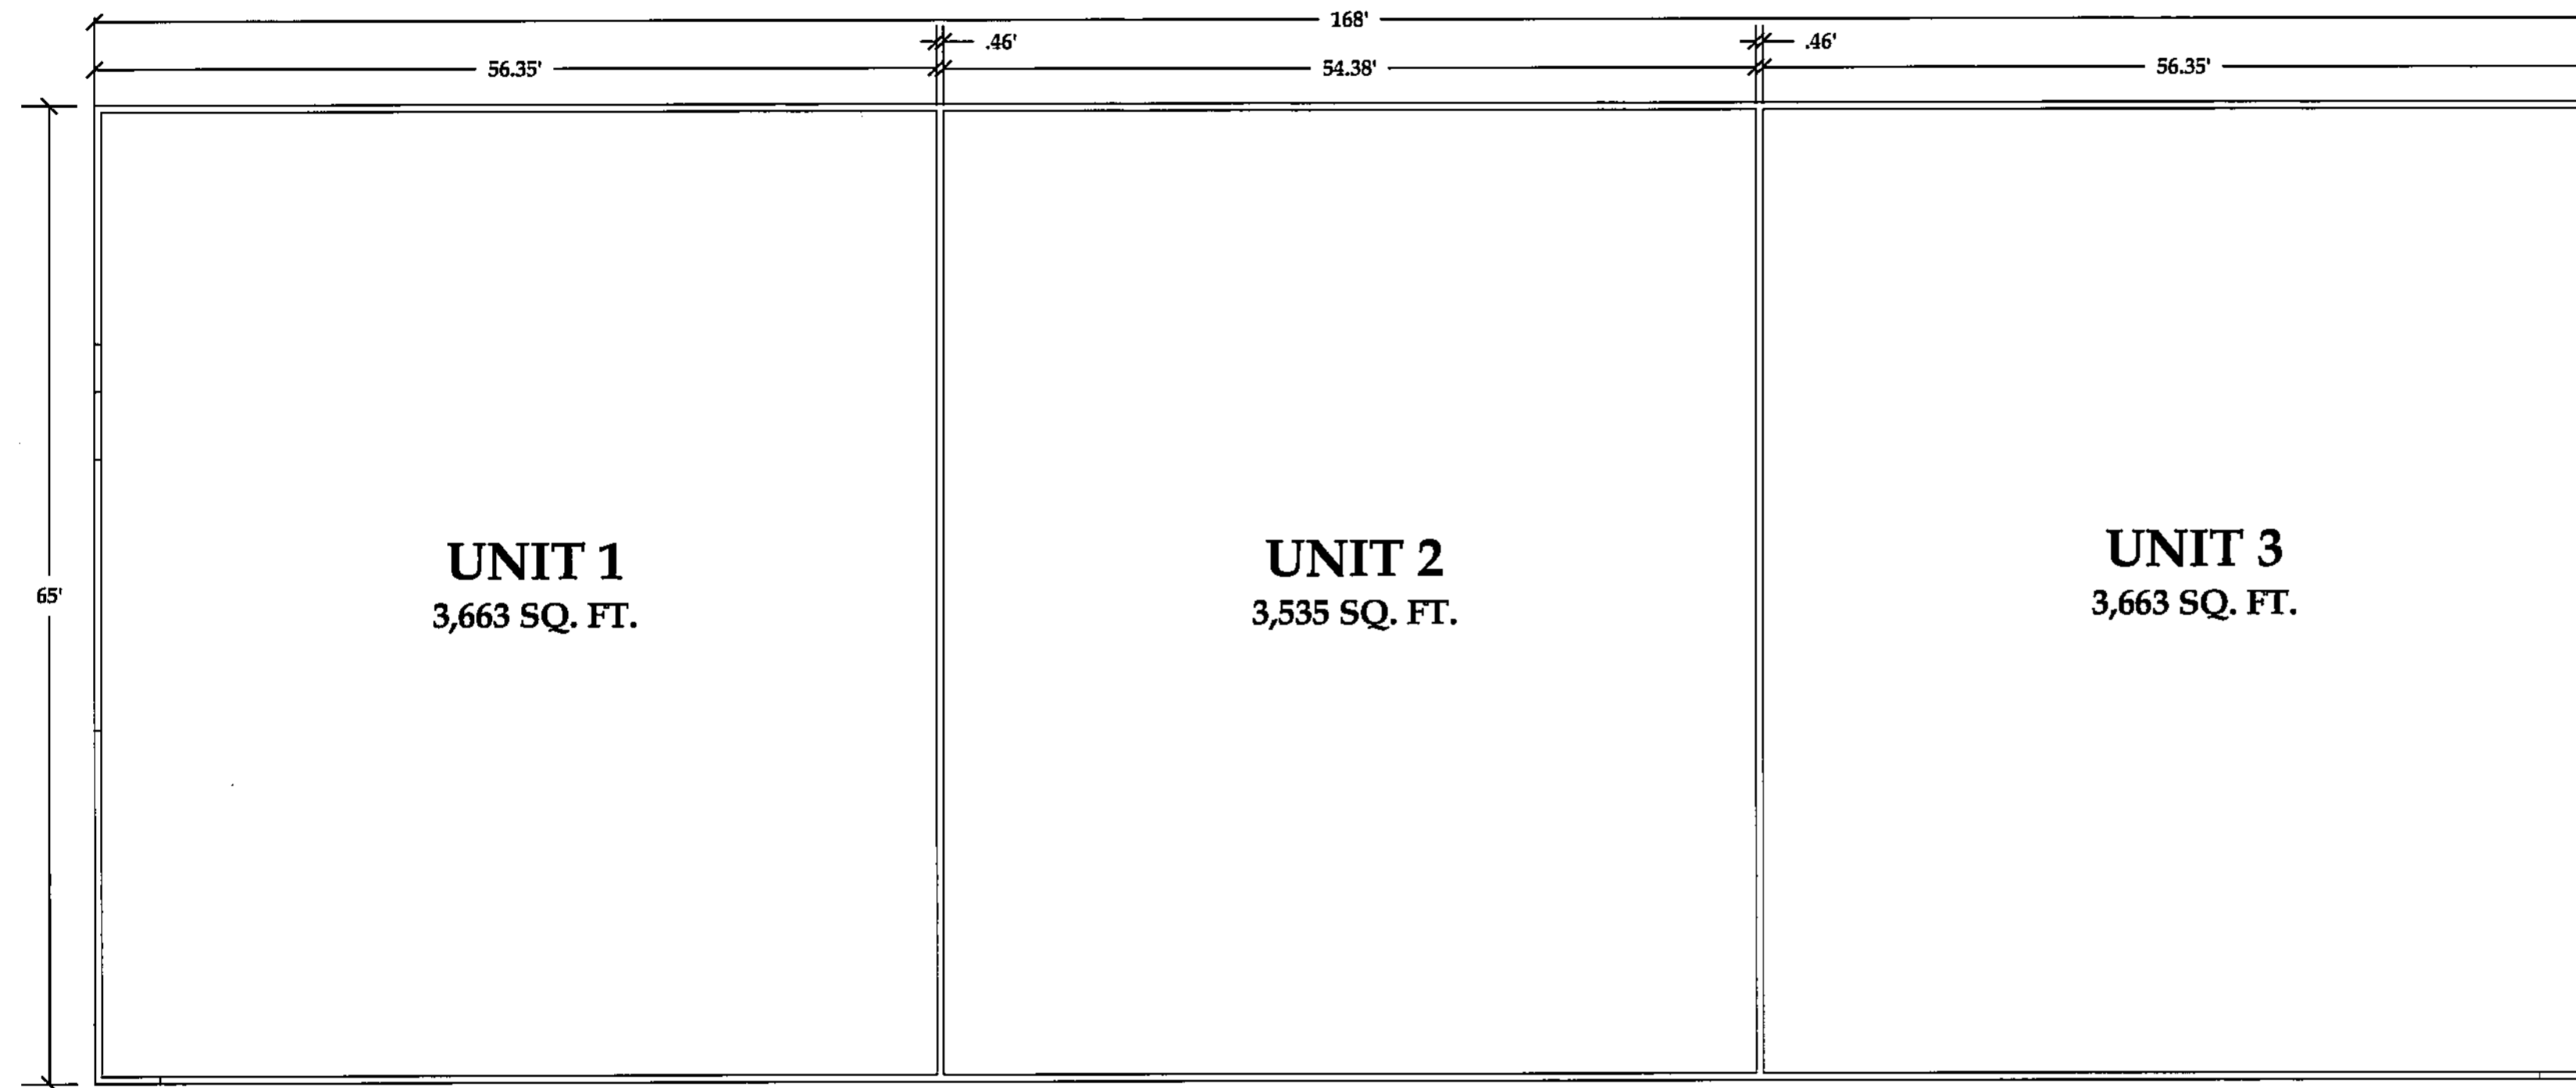 168'
.46'
.46'
56.35'
54.38'
56.35'
65'
UNIT 1
3,663 SQ. FT.
UNIT 2
3,535 SQ. FT.
UNIT 3
3,663 SQ. FT.